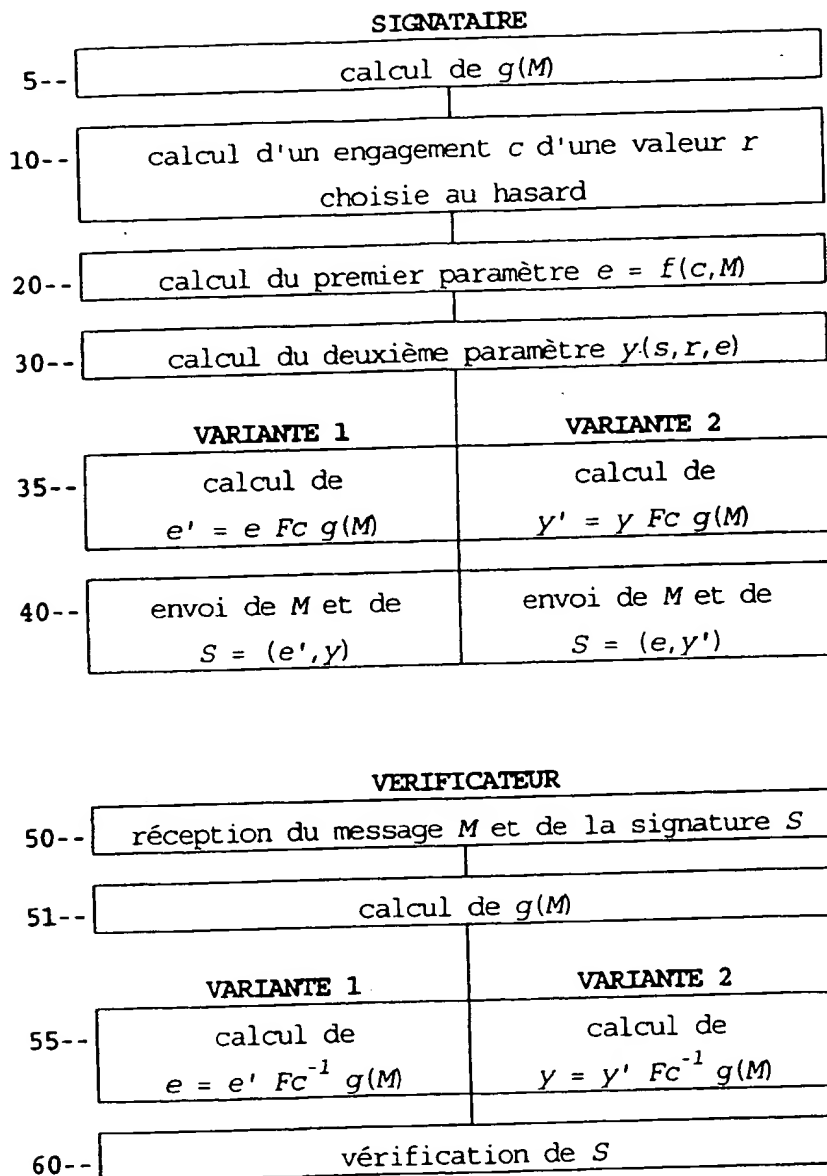 SIGNATAIRE
5-- calcul de g(M)
10-- calcul d'un engagement c d'une valeur r
choisie au hasard
20-- calcul du premier paramètre e = f(c,M)
30-- calcul du deuxième paramètre y.(s,r,e)
VARIANTE 1 VARIANTE 2
35-- calcul de calcul de
e' = e Fc g(M) y' = y Fc g(M)
40-- envoi de M et de envoi de M et de
S = (e',y) S = (e,y')
VERIFICATEUR
50-- réception du message M et de la signature S
51-- calcul de g(M)
VARIANTE 1 VARIANTE 2
55-- calcul de calcul de
e = e' Fc⁻¹ g(M) y = y' Fc⁻¹ g(M)
60-- vérification de S